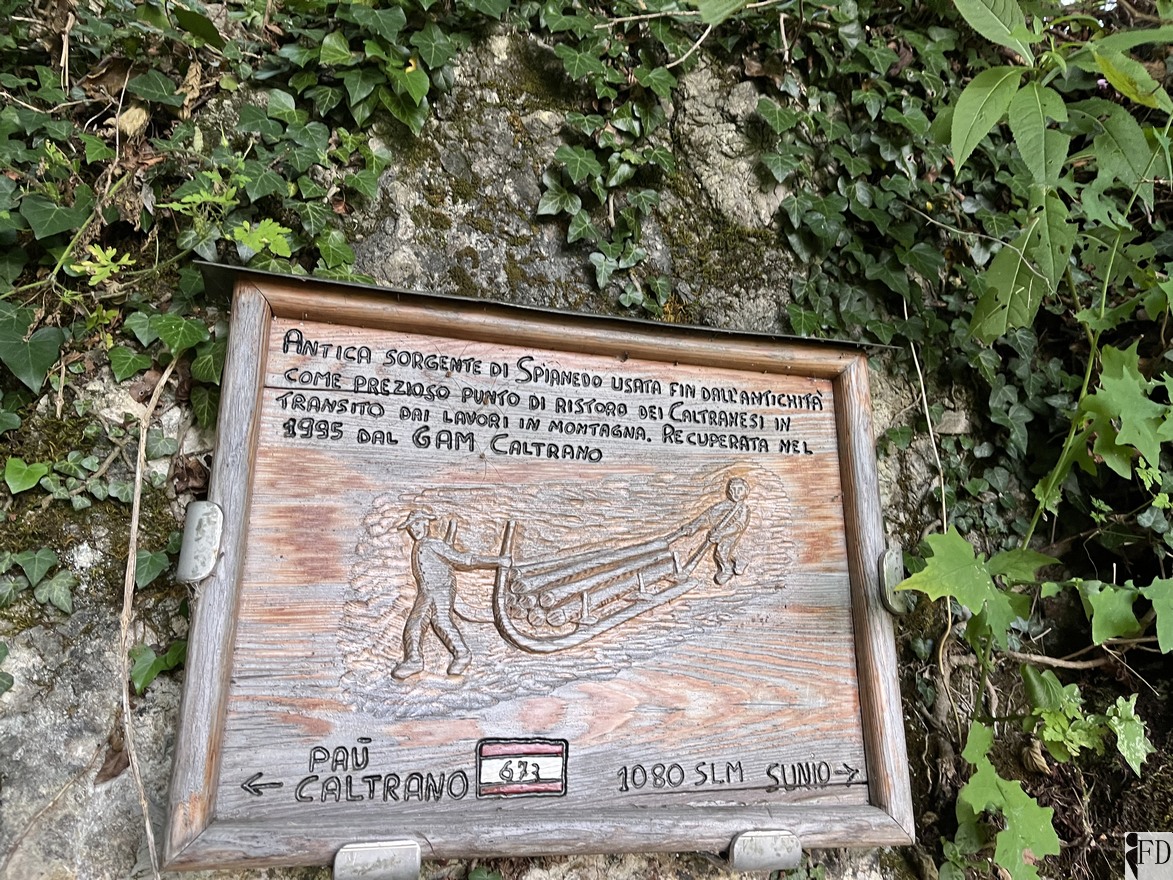 ANTICA SORGENTE DI SPIANEDO USATA FIN DALL'ANTICHITÀ
COME PREZIOSO PUNTO DI RISTORO DEI CALTRANESI IN
TRANSITO DAI LAVORI IN MONTAGNA. RECUPERATA NEL
1995 DAL GAM CALTRANO
PAÙ
← CALTRANO 673 1080 SLM SUNIO →
FD